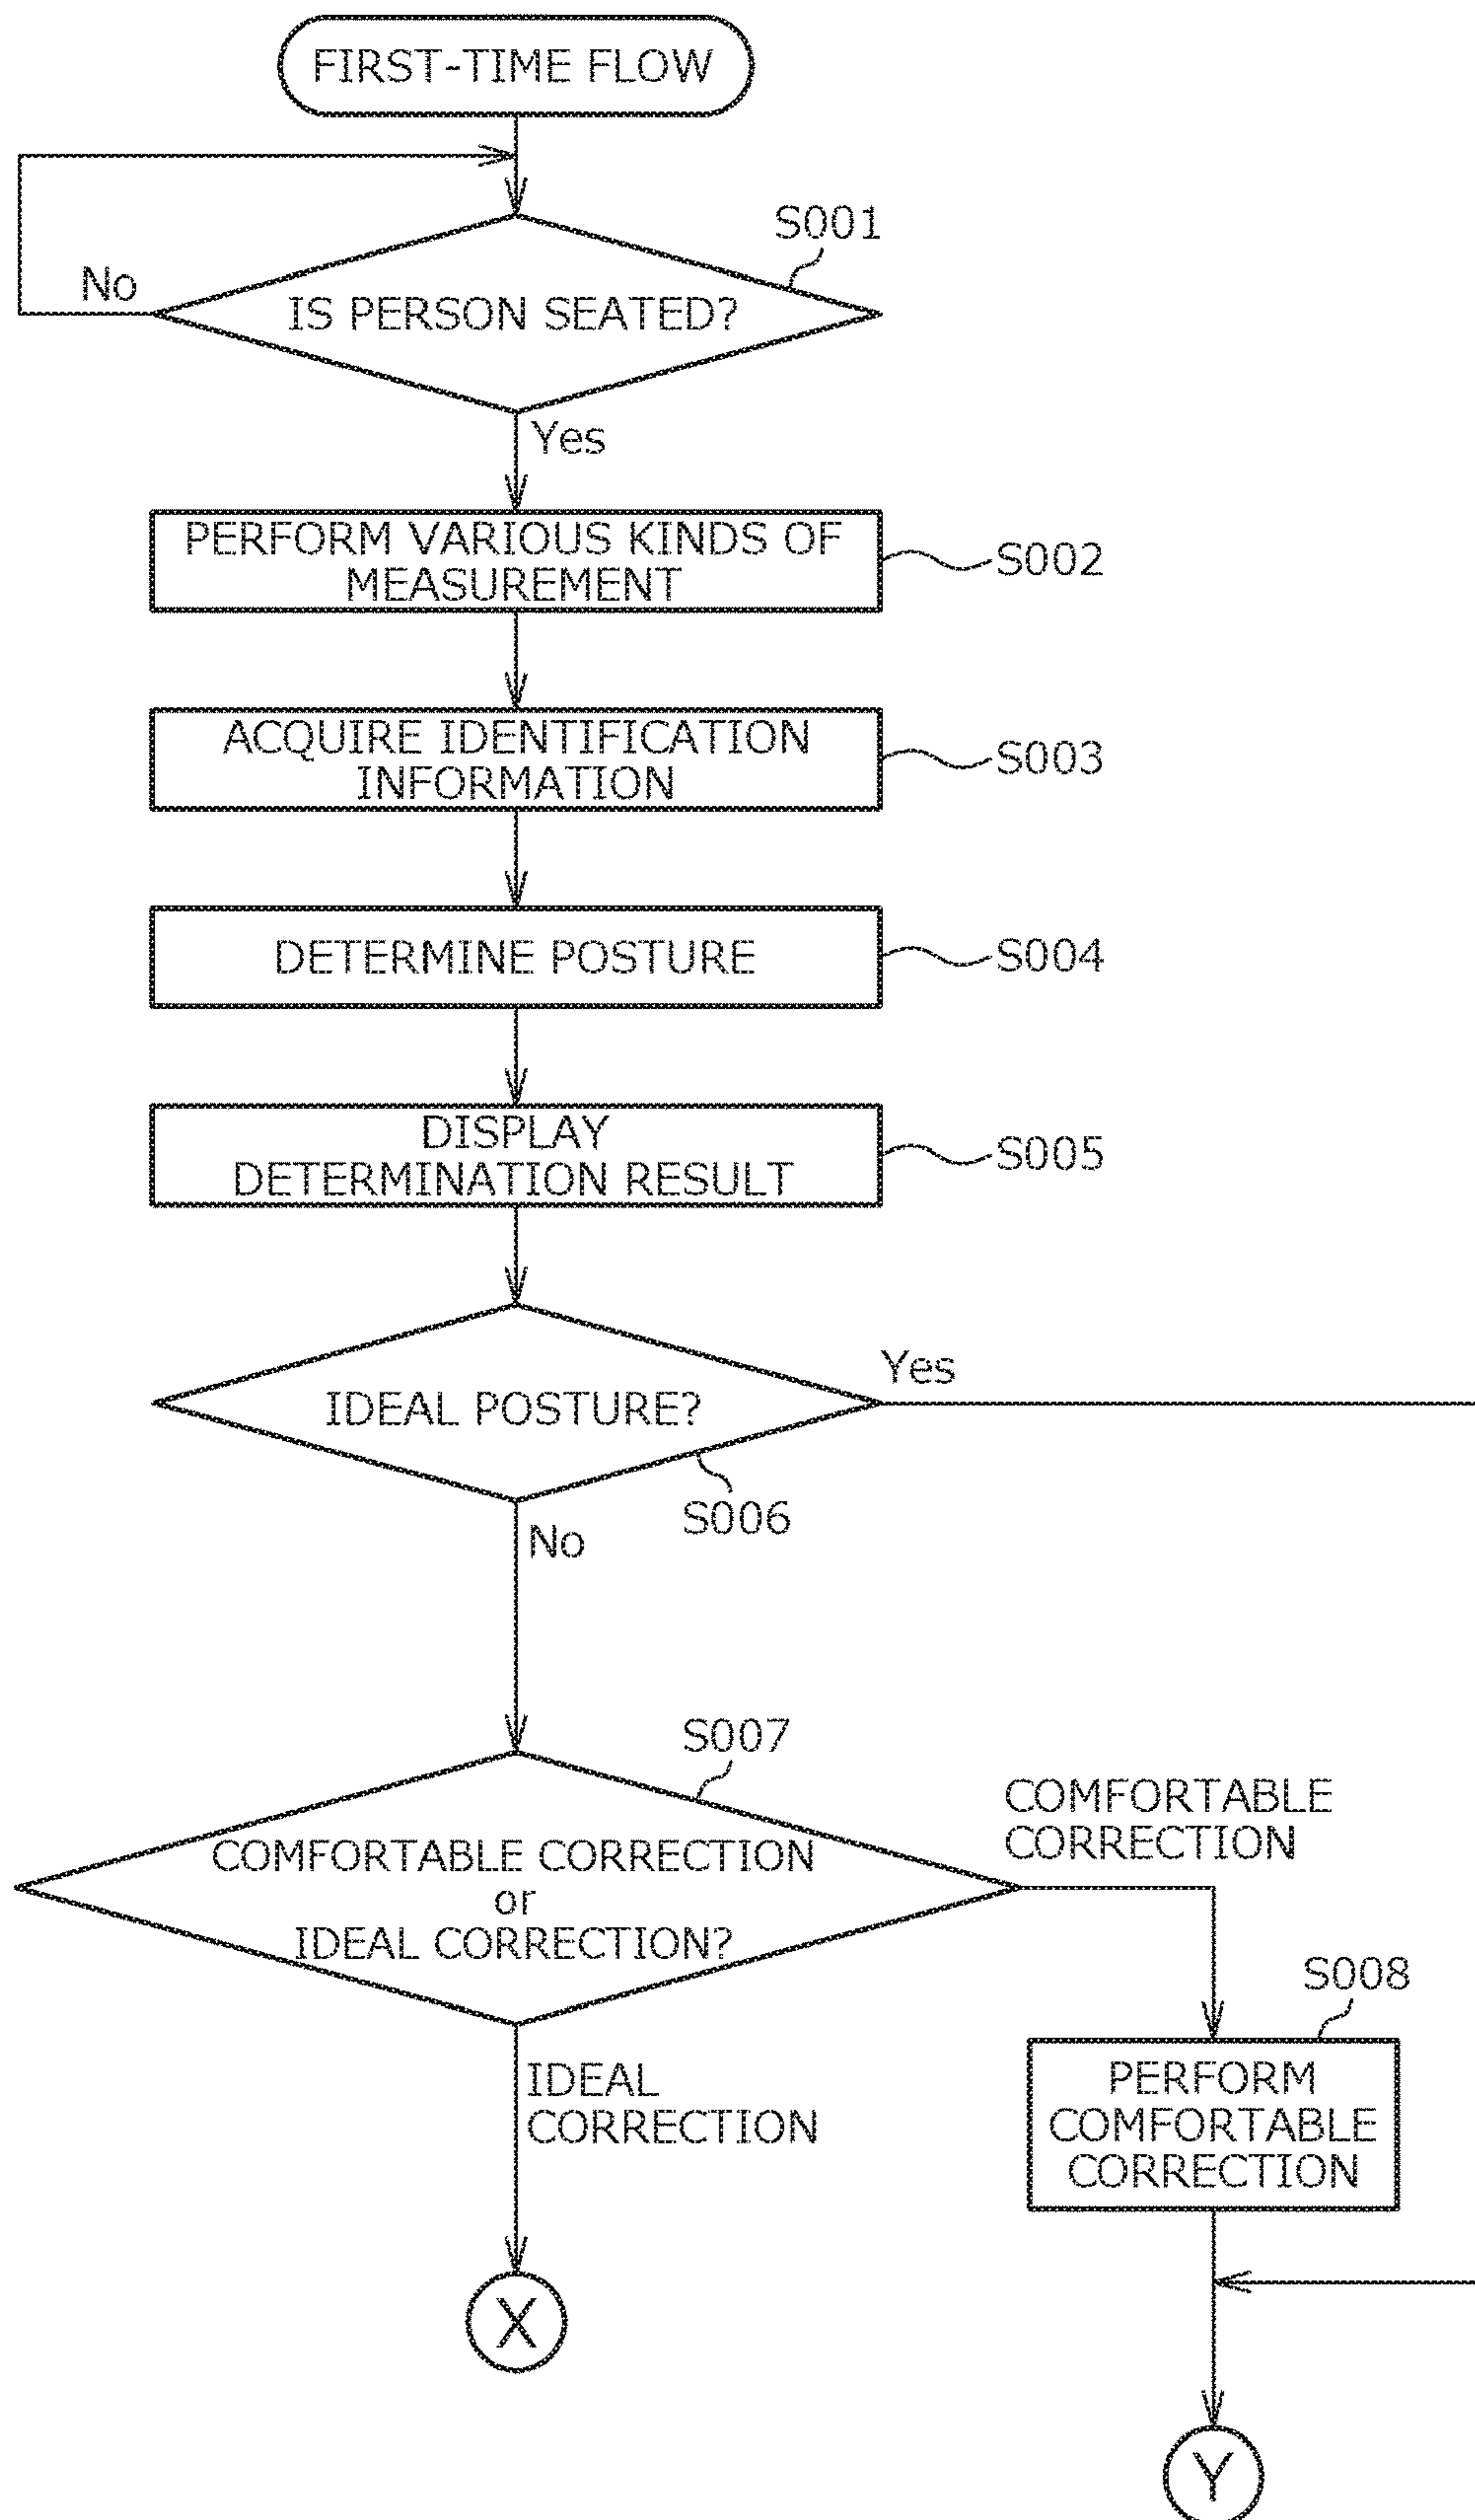 FIRST-TIME FLOW
S001
No
IS PERSON SEATED?
Yes
PERFORM VARIOUS KINDS OF
MEASUREMENT
S002
ACQUIRE IDENTIFICATION
INFORMATION
S003
DETERMINE POSTURE
S004
DISPLAY
DETERMINATION RESULT
S005
Yes
IDEAL POSTURE?
S006
No
S007
COMFORTABLE
CORRECTION
COMFORTABLE CORRECTION
or
IDEAL CORRECTION?
S008
IDEAL
CORRECTION
PERFORM
COMFORTABLE
CORRECTION
X
Y